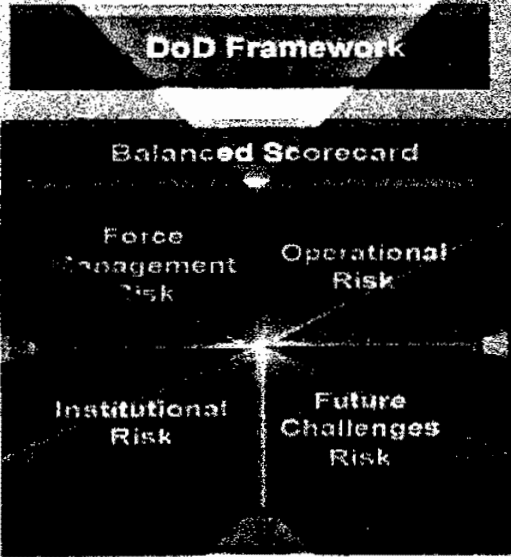 DoD Framework
Balanced Scorecard
Force
Management
Risk
Operational
Risk
Institutional
Risk
Future
Challenges
Risk